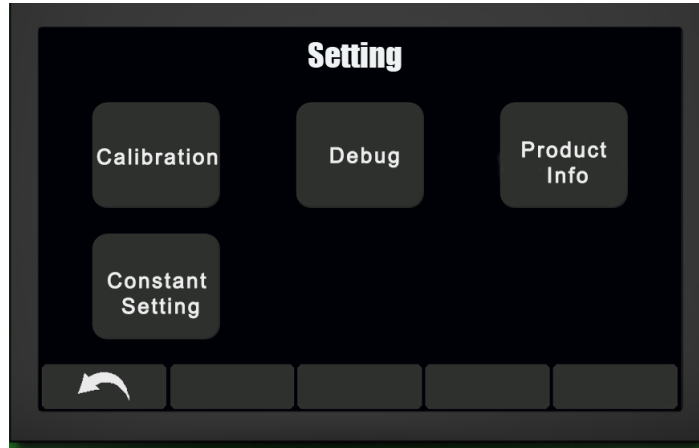 Setting
Calibration
Debug
Product
Info
Constant
Setting